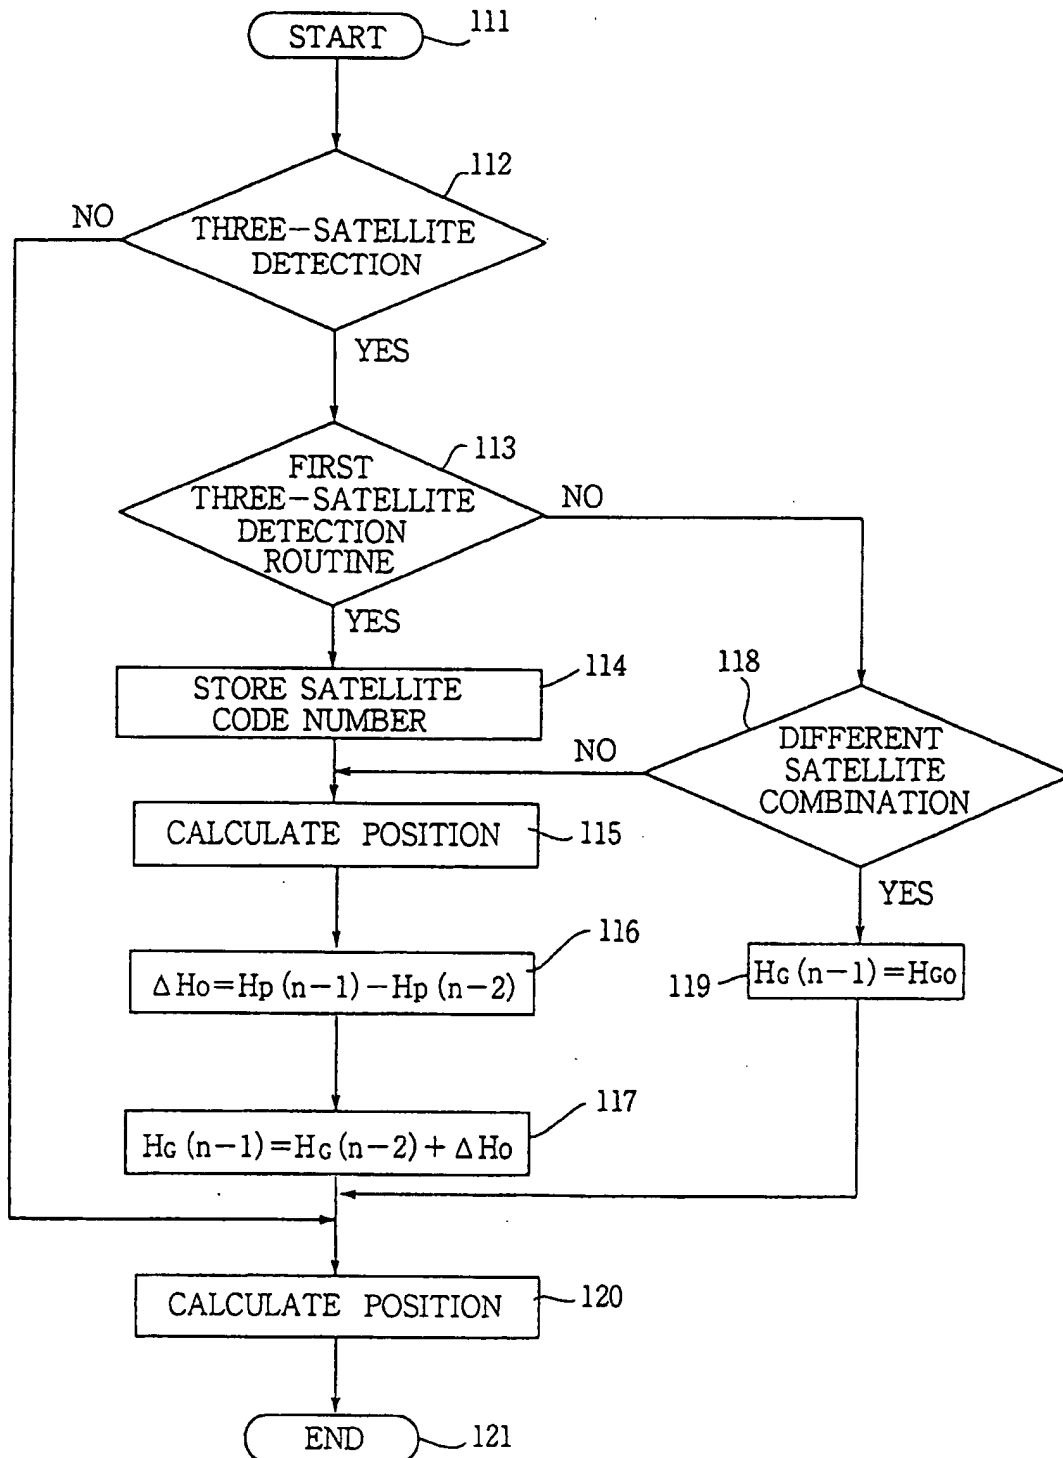 START
111
112
NO
THREE-SATELLITE
DETECTION
YES
113
FIRST
THREE-SATELLITE
DETECTION
ROUTINE
NO
YES
114
STORE SATELLITE
CODE NUMBER
118
DIFFERENT
SATELLITE
COMBINATION
NO
YES
CALCULATE POSITION
115
116
ΔHo=Hp(n-1)-Hp(n-2)
119
HG(n-1)=HGO
117
HG(n-1)=HG(n-2)+ΔHo
CALCULATE POSITION
120
END
121